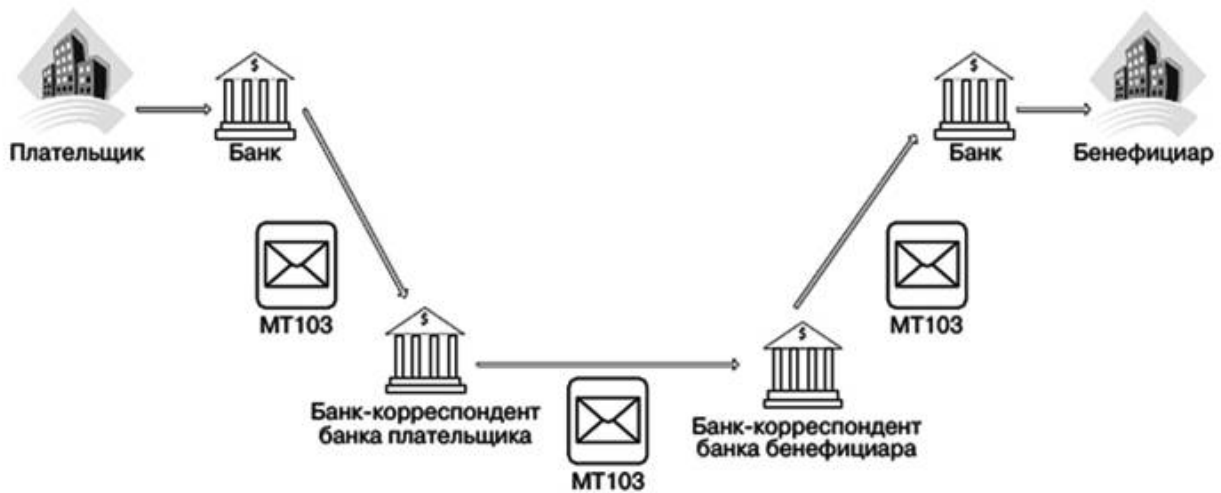 $
$
Плательщик
Банк
Банк
Бенефициар
MT103
MT103
$
$
Банк-корреспондент
банка плательщика
Банк-корреспондент
банка бенефициара
MT103